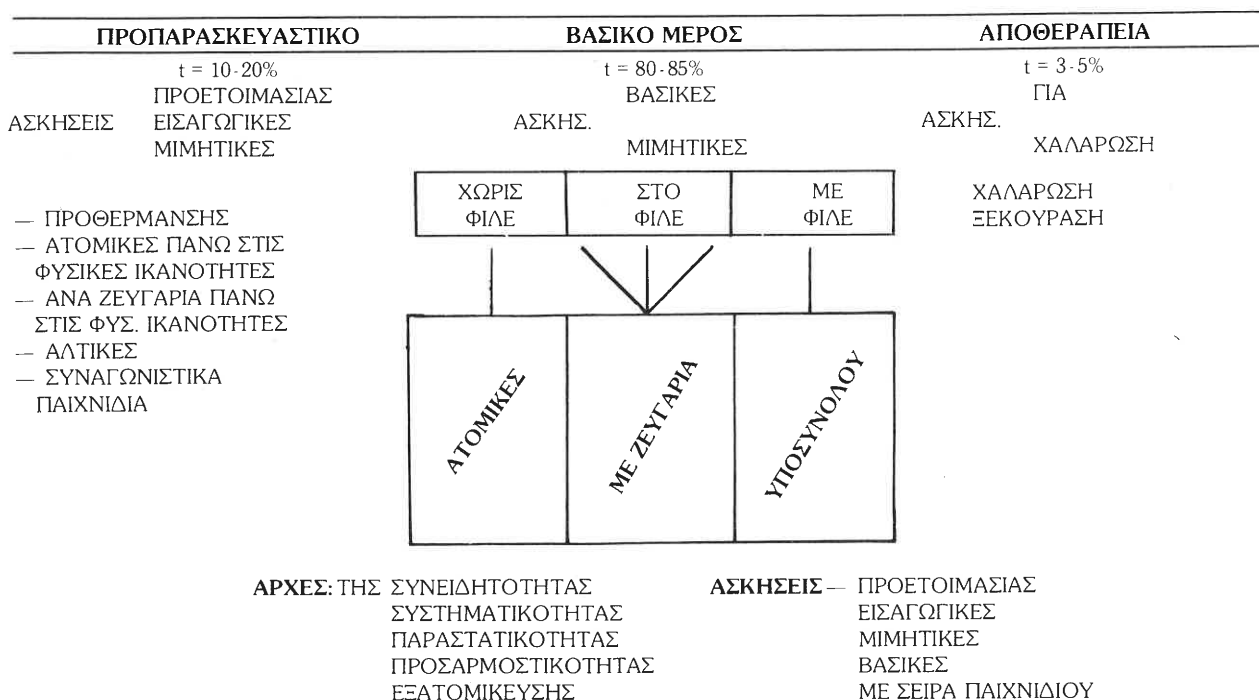 ΠΡΟΠΑΡΑΣΚΕΥΑΣΤΙΚΟ
t = 10-20%
ΠΡΟΕΤΟΙΜΑΣΙΑΣ
ΑΣΚΗΣΕΙΣ ΕΙΣΑΓΩΓΙΚΕΣ
ΜΙΜΗΤΙΚΕΣ
— ΠΡΟΘΕΡΜΑΝΣΗΣ
— ΑΤΟΜΙΚΕΣ ΠΑΝΩ ΣΤΙΣ
ΦΥΣΙΚΕΣ ΙΚΑΝΟΤΗΤΕΣ
— ΑΝΑ ΖΕΥΓΑΡΙΑ ΠΑΝΩ
ΣΤΙΣ ΦΥΣ. ΙΚΑΝΟΤΗΤΕΣ
— ΑΛΤΙΚΕΣ
— ΣΥΝΑΓΩΝΙΣΤΙΚΑ
ΠΑΙΧΝΙΔΙΑ
ΒΑΣΙΚΟ ΜΕΡΟΣ
t = 80-85%
ΒΑΣΙΚΕΣ
ΑΣΚΗΣ.
ΜΙΜΗΤΙΚΕΣ
ΧΩΡΙΣ
ΦΙΛΕ
ΣΤΟ
ΦΙΛΕ
ΜΕ
ΦΙΛΕ
ΑΤΟΜΙΚΕΣ
ΜΕ ΖΕΥΓΑΡΙΑ
ΥΠΟΣΥΝΟΛΟΥ
ΑΠΟΘΕΡΑΠΕΙΑ
t = 3-5%
ΓΙΑ
ΑΣΚΗΣ.
ΧΑΛΑΡΩΣΗ
ΧΑΛΑΡΩΣΗ
ΞΕΚΟΥΡΑΣΗ
ΑΡΧΕΣ: ΤΗΣ ΣΥΝΕΙΔΗΤΟΤΗΤΑΣ
ΣΥΣΤΗΜΑΤΙΚΟΤΗΤΑΣ
ΠΑΡΑΣΤΑΤΙΚΟΤΗΤΑΣ
ΠΡΟΣΑΡΜΟΣΤΙΚΟΤΗΤΑΣ
ΕΞΑΤΟΜΙΚΕΥΣΗΣ
ΑΣΚΗΣΕΙΣ — ΠΡΟΕΤΟΙΜΑΣΙΑΣ
ΕΙΣΑΓΩΓΙΚΕΣ
ΜΙΜΗΤΙΚΕΣ
ΒΑΣΙΚΕΣ
ΜΕ ΣΕΙΡΑ ΠΑΙΧΝΙΔΙΟΥ